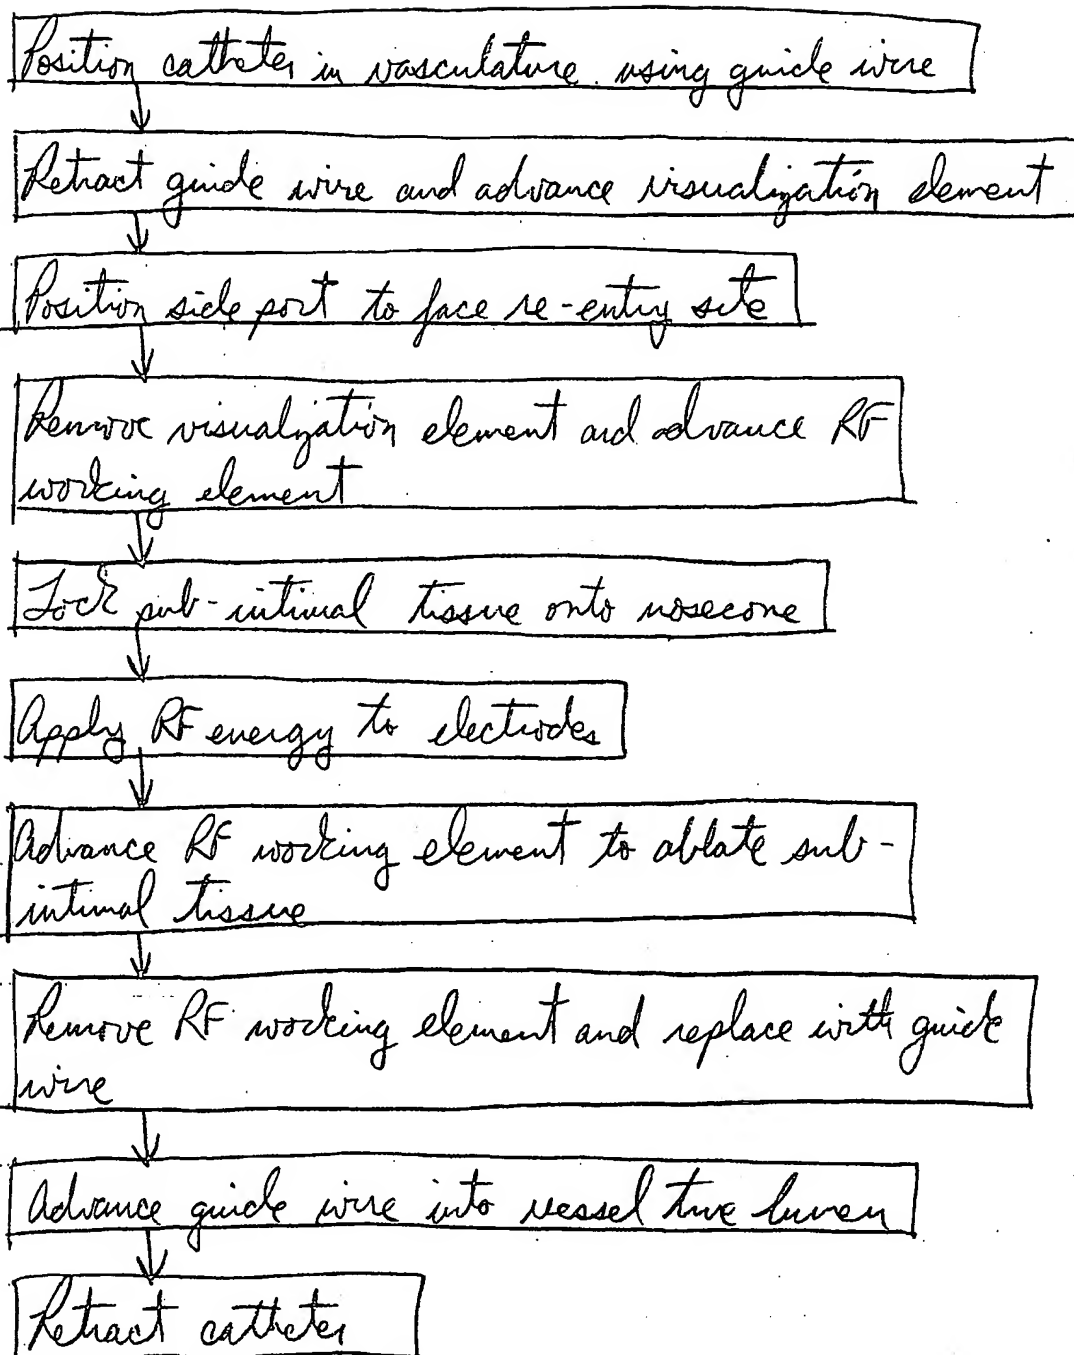 Position catheter in vasculature using guide wire
Retract guide wire and advance visualization element
Position side port to face re-entry site
Remove visualization element and advance RF
working element
Lock sub-intimal tissue onto nosecone
Apply RF energy to electrodes
Advance RF working element to ablate sub-
intimal tissue
Remove RF working element and replace with guide
wire
Advance guide wire into vessel true lumen
Retract catheter